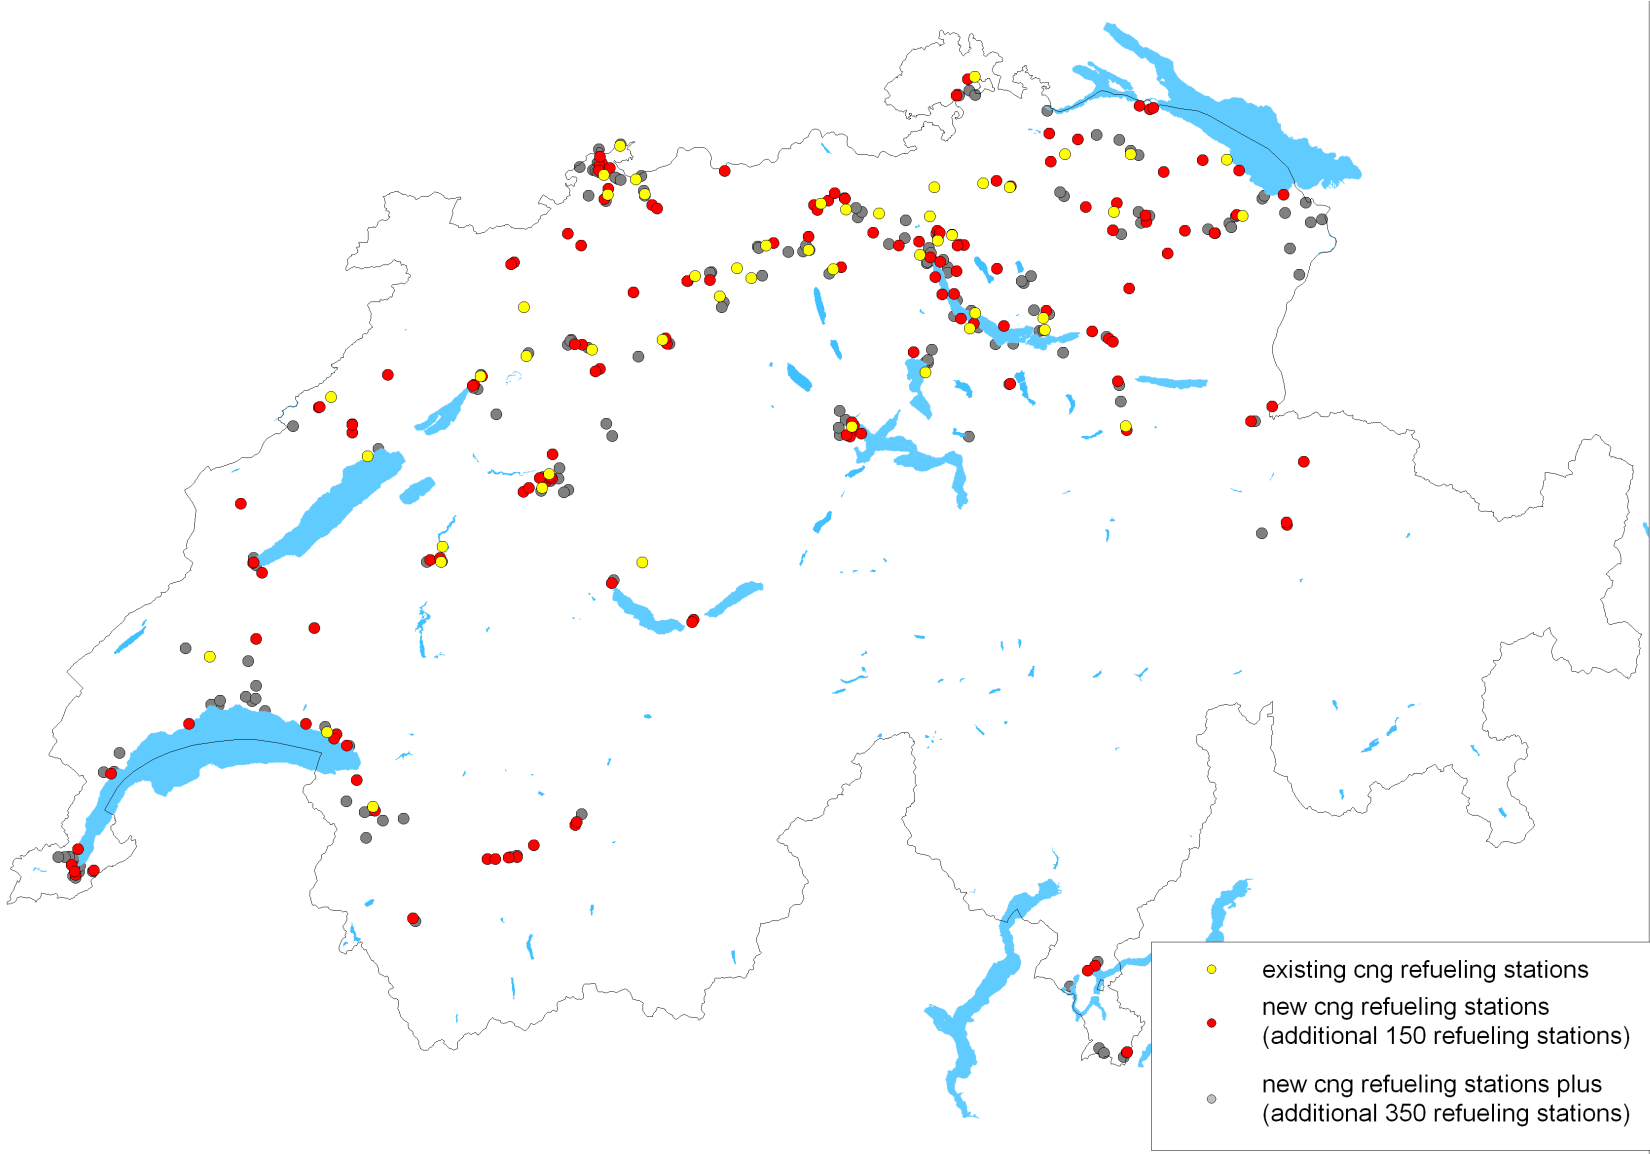 existing cng refueling stations
new cng refueling stations
(additional 150 refueling stations)
new cng refueling stations plus
(additional 350 refueling stations)